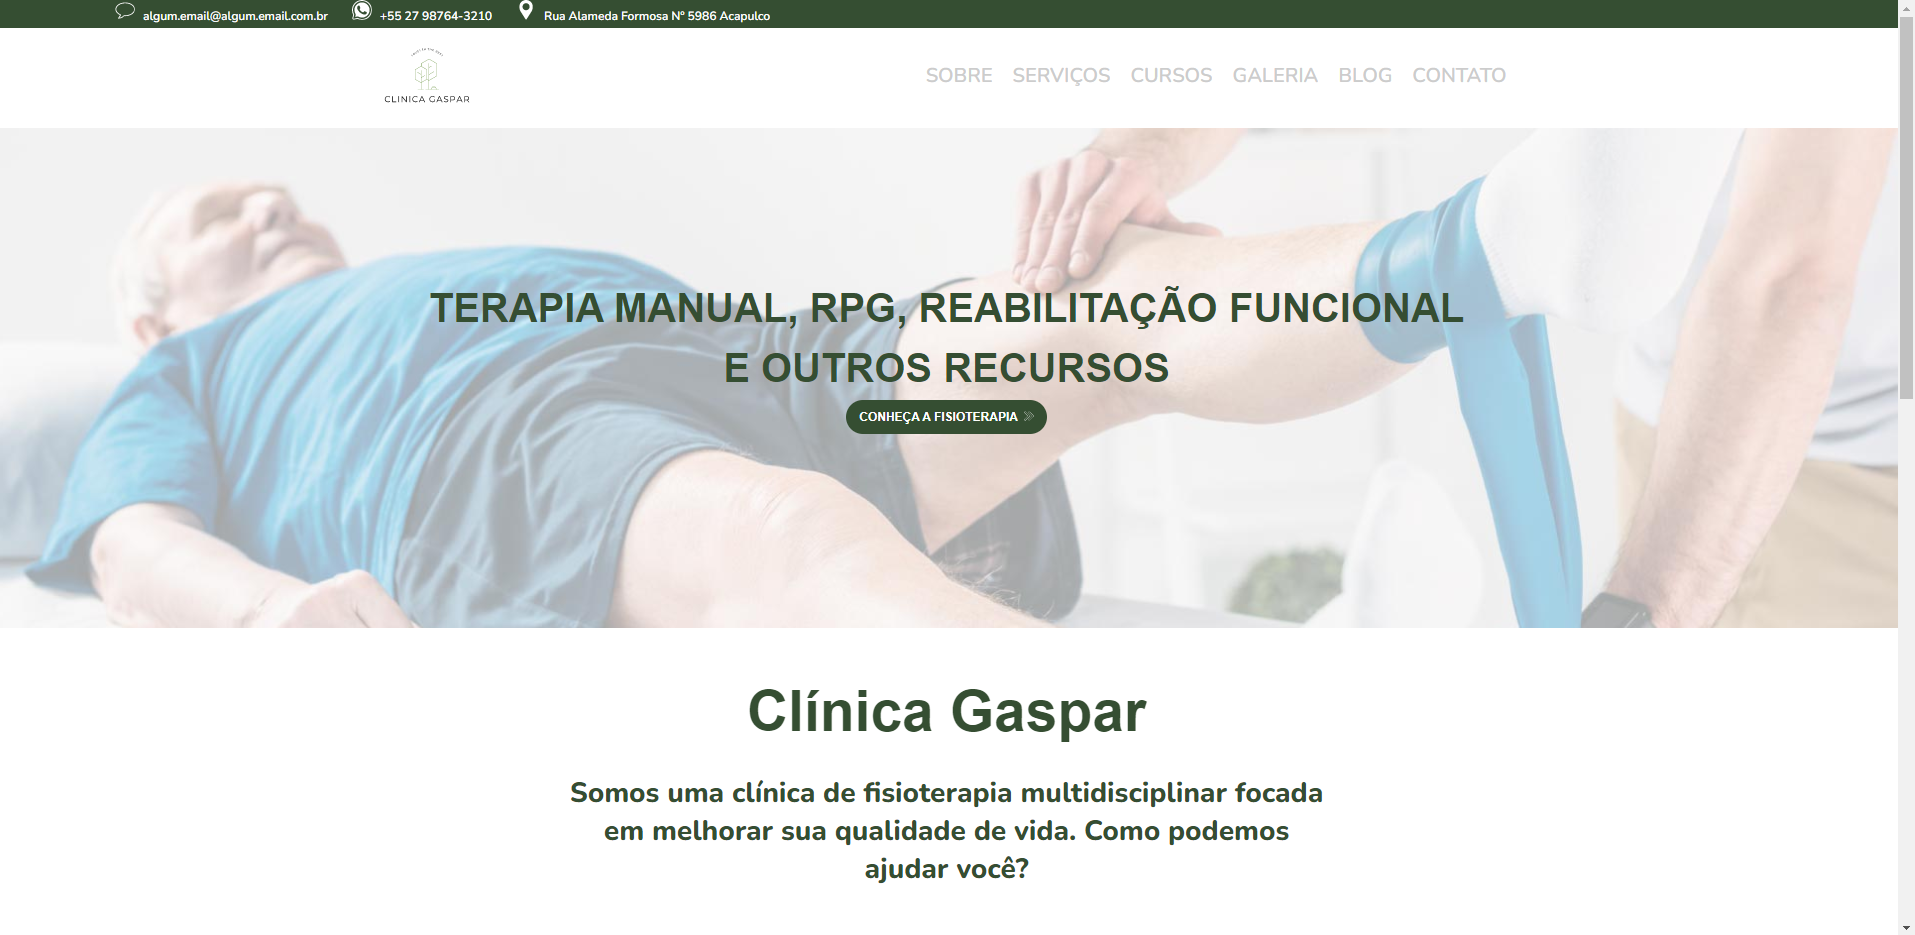 algum.email@algum.email.com.br +55 27 98764-3210 Rua Alameda Formosa Nº 5986 Acapulco
CLINICA GASPAR
SOBRE SERVIÇOS CURSOS GALERIA BLOG CONTATO
TERAPIA MANUAL, RPG, REABILITAÇÃO FUNCIONAL
E OUTROS RECURSOS
CONHEÇA A FISIOTERAPIA
Clínica Gaspar
Somos uma clínica de fisioterapia multidisciplinar focada
em melhorar sua qualidade de vida. Como podemos
ajudar você?